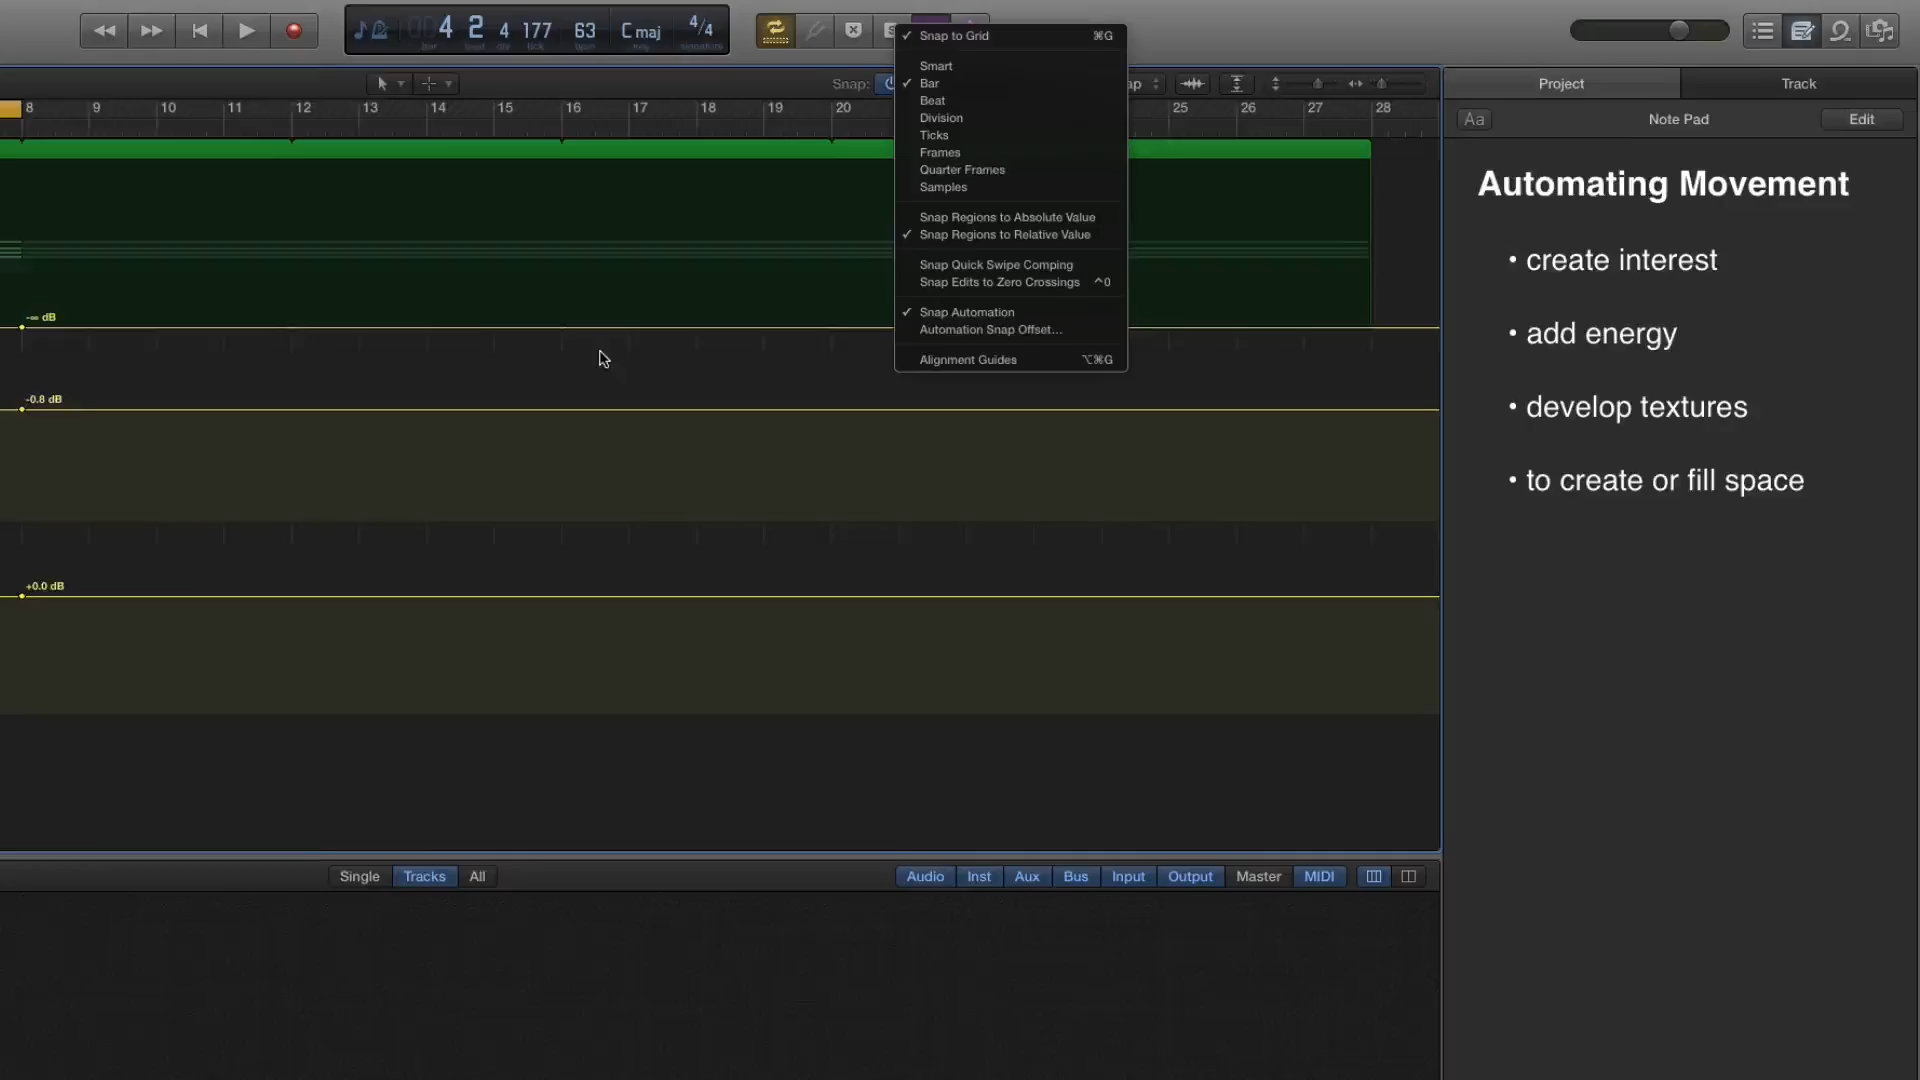 4 2 4 177 63 C maj 4/4
bar beat div tick bpm key signature
✓ Snap to Grid ⌘G
Smart
✓ Bar
Beat
Division
Ticks
Frames
Quarter Frames
Samples
Snap Regions to Absolute Value
✓ Snap Regions to Relative Value
Snap Quick Swipe Comping
Snap Edits to Zero Crossings ^0
✓ Snap Automation
Automation Snap Offset...
Alignment Guides ⌥⌘G
Snap:
8 9 10 11 12 13 14 15 16 17 18 19 20 25 26 27 28
-∞ dB
-0.8 dB
+0.0 dB
Project Track
Aa Note Pad Edit
Automating Movement
• create interest
• add energy
• develop textures
• to create or fill space
Single Tracks All Audio Inst Aux Bus Input Output Master MIDI